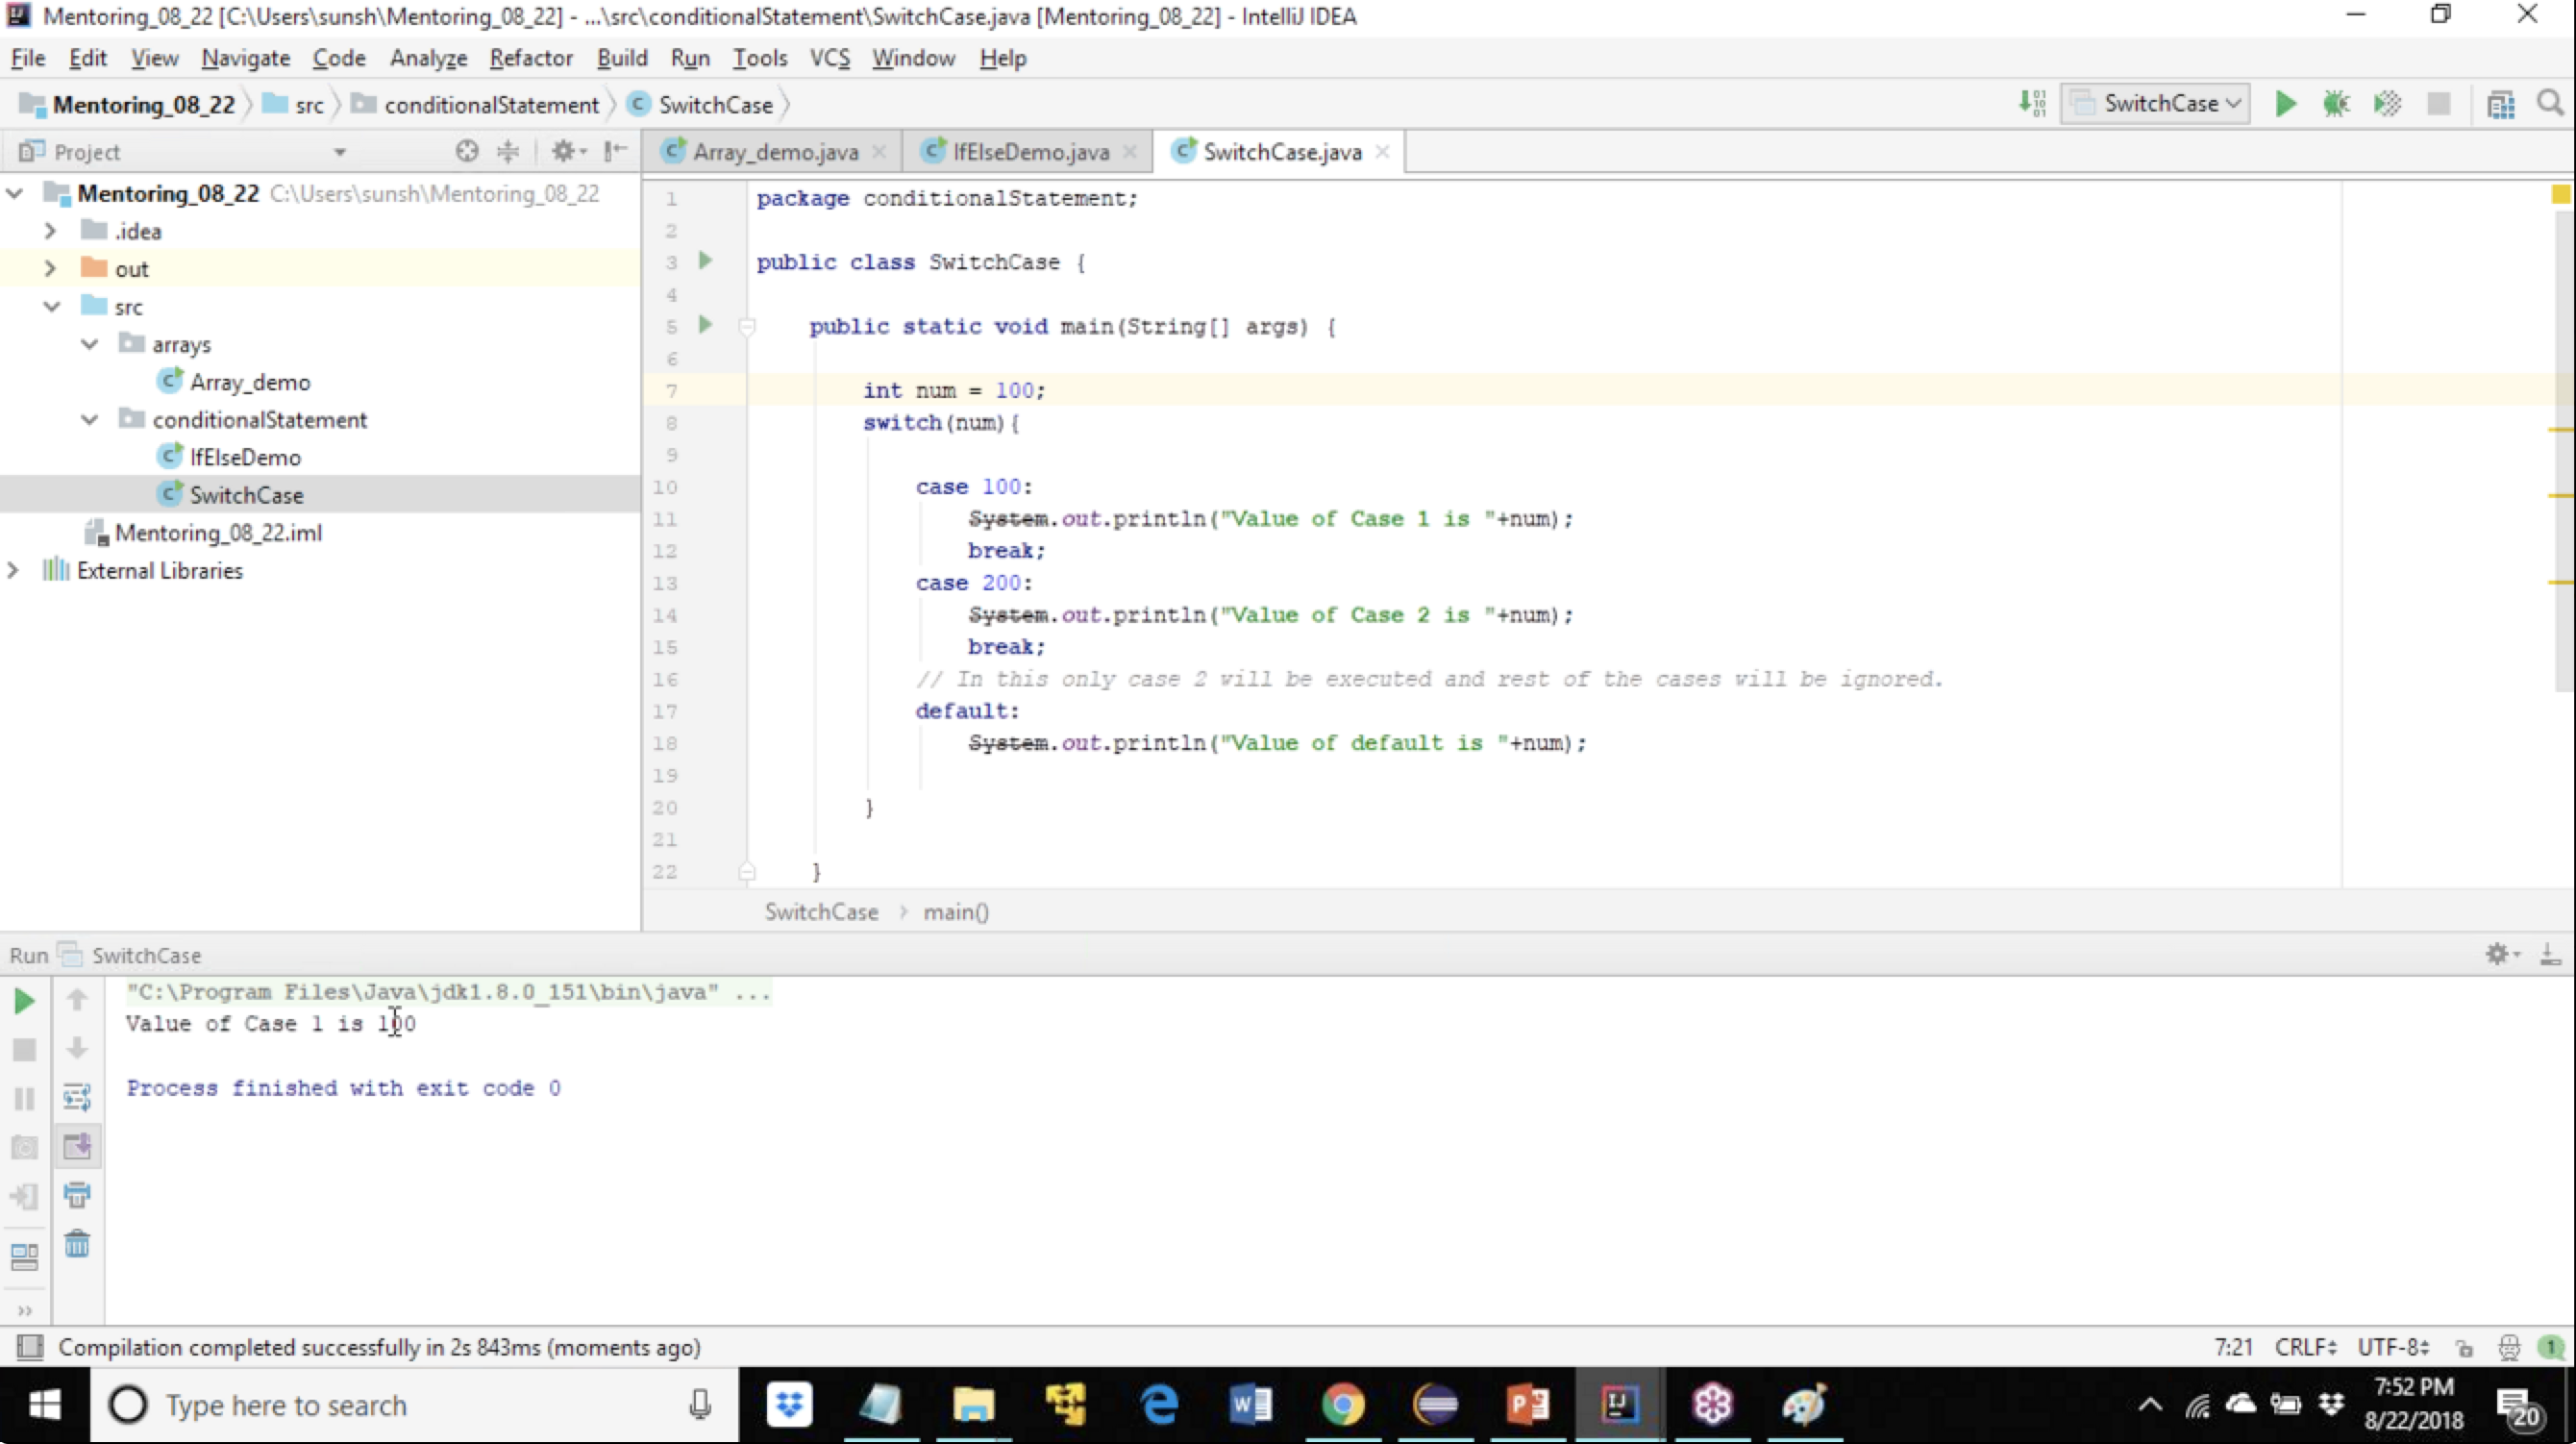 Mentoring_08_22 [C:\Users\sunsh\Mentoring_08_22] - ...\src\conditionalStatement\SwitchCase.java [Mentoring_08_22] - IntelliJ IDEA
File Edit View Navigate Code Analyze Refactor Build Run Tools VCS Window Help
Mentoring_08_22 src conditionalStatement SwitchCase SwitchCase
Project
Array_demo.java IfElseDemo.java SwitchCase.java
Mentoring_08_22 C:\Users\sunsh\Mentoring_08_22
.idea
out
src
arrays
Array_demo
conditionalStatement
IfElseDemo
SwitchCase
Mentoring_08_22.iml
External Libraries
1 package conditionalStatement;
2
3 public class SwitchCase {
4
5 public static void main(String[] args) {
6
7 int num = 100;
8 switch(num){
9
10 case 100:
11 System.out.println("Value of Case 1 is "+num);
12 break;
13 case 200:
14 System.out.println("Value of Case 2 is "+num);
15 break;
16 // In this only case 2 will be executed and rest of the cases will be ignored.
17 default:
18 System.out.println("Value of default is "+num);
19
20 }
21
22 }
SwitchCase > main()
Run SwitchCase
"C:\Program Files\Java\jdk1.8.0_151\bin\java" ...
Value of Case 1 is 100
Process finished with exit code 0
Compilation completed successfully in 2s 843ms (moments ago)
7:21 CRLF UTF-8 1
Type here to search
7:52 PM
8/22/2018
20